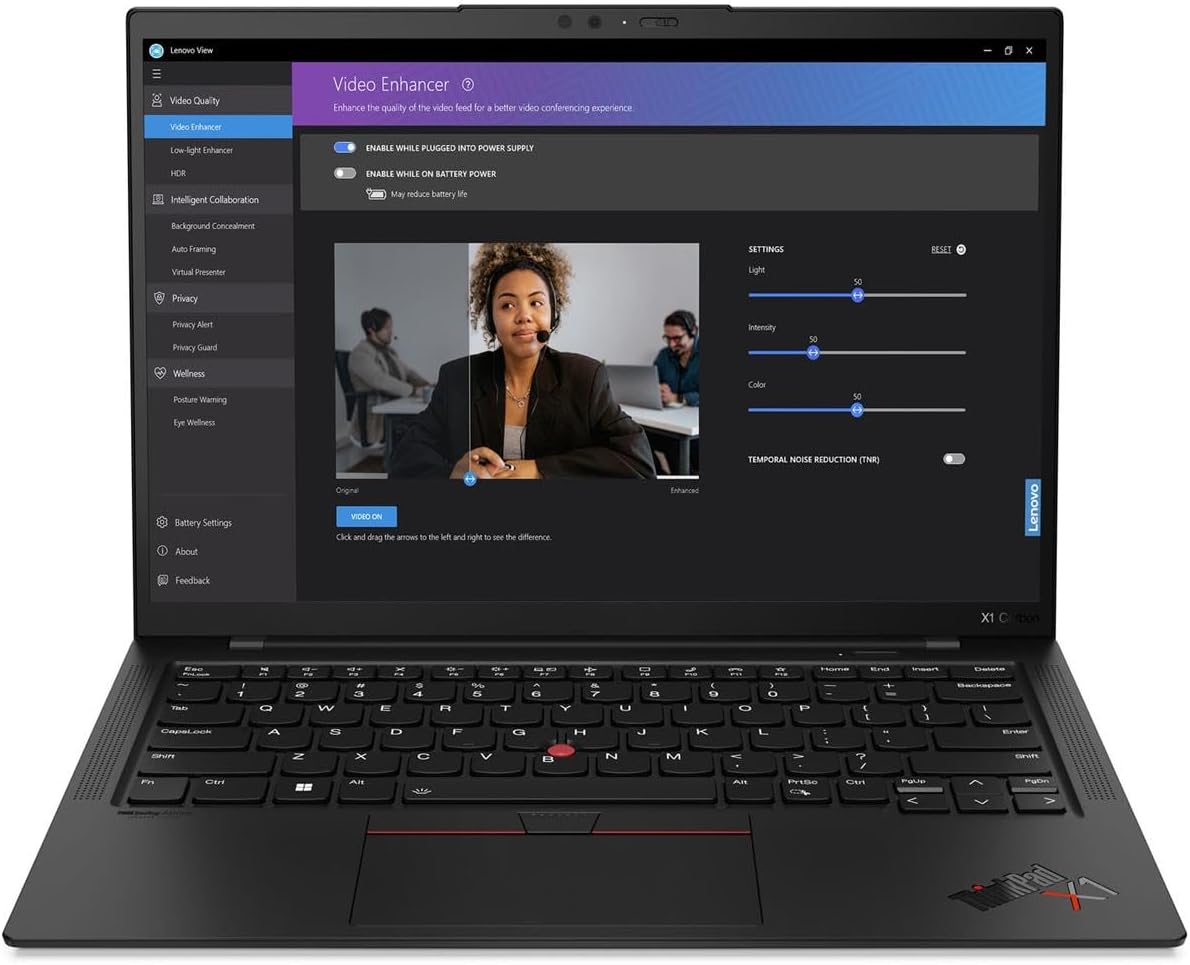 Lenovo View
Video Quality
Video Enhancer
Low-light Enhancer
HDR
Intelligent Collaboration
Background Concealment
Auto Framing
Virtual Presenter
Privacy
Privacy Alert
Privacy Guard
Wellness
Posture Warning
Eye Wellness
Battery Settings
About
Feedback
Video Enhancer
Enhance the quality of the video feed for a better video conferencing experience.
ENABLE WHILE PLUGGED INTO POWER SUPPLY
ENABLE WHILE ON BATTERY POWER
May reduce battery life
Original
Enhanced
VIDEO ON
Click and drag the arrows to the left and right to see the difference.
SETTINGS
RESET
Light
50
Intensity
50
Color
50
TEMPORAL NOISE REDUCTION (TNR)
Lenovo
X1 Carbon
Esc F1 F2 F3 F4 F5 F6 F7 F8 F9 F10 F11 F12 Home End Insert Delete
FnLock
~ ! @ # $ % ^ & * ( ) _ + Backspace
1 2 3 4 5 6 7 8 9 0 - =
Tab Q W E R T Y U I O P { } |
[ ] \
CapsLock A S D F G H J K L : " Enter
; '
Shift Z X C V B N M < > ? Shift
, . /
Fn Ctrl Alt Alt PrtSc Ctrl PgUp PgDn
ThinkPad X1